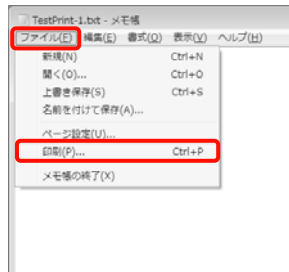 TestPrint-1.txt - メモ帳
ファイル(F) 編集(E) 書式(O) 表示(V) ヘルプ(H)
新規(N) Ctrl+N
開く(O)... Ctrl+O
上書き保存(S) Ctrl+S
名前を付けて保存(A)...
ページ設定(U)...
印刷(P)... Ctrl+P
メモ帳の終了(X)